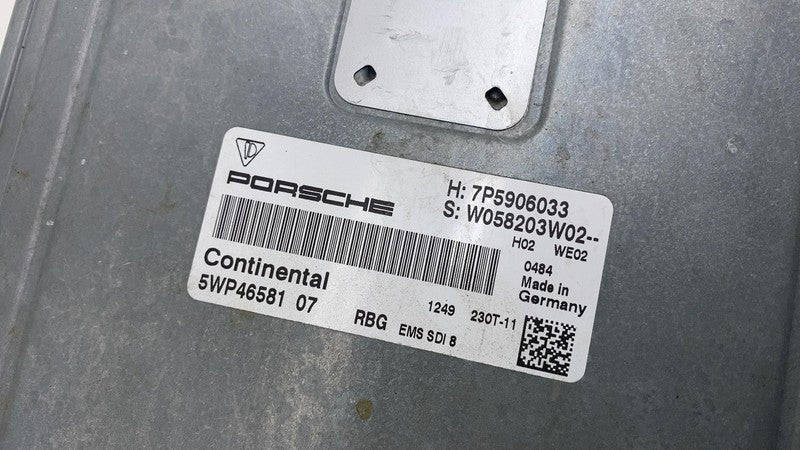 PORSCHE
H: 7P5906033
S: W058203W02--
H02 WE02
0484
Made in
Germany
Continental
5WP46581 07
RBG EMS SDI 8
1249 230T-11